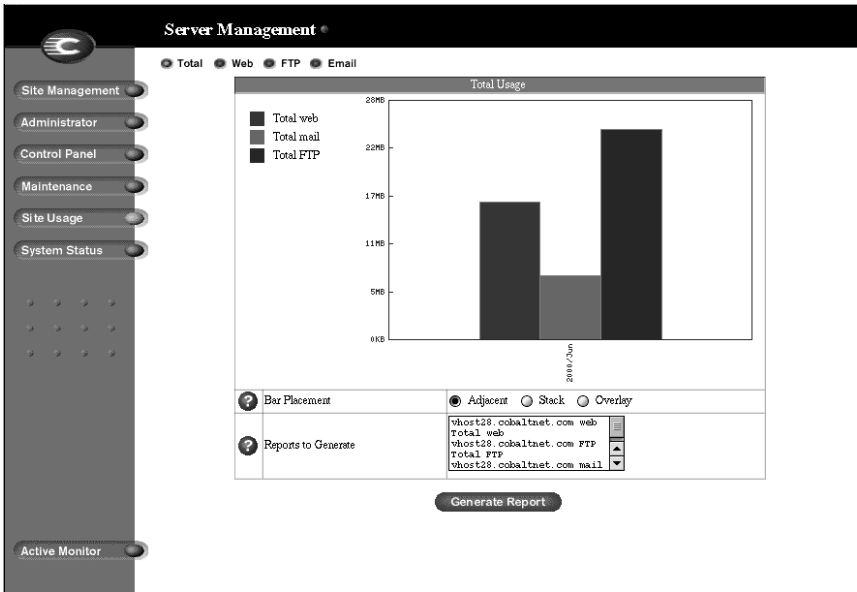 C
Server Management
Total Web FTP Email
Site Management
Administrator
Control Panel
Maintenance
Site Usage
System Status
Active Monitor
Total Usage
Total web
Total mail
Total FTP
28MB
22MB
17MB
11MB
5MB
0KB
2000/Jun
? Bar Placement
Adjacent Stack Overlay
? Reports to Generate
vhost28.cobaltnet.com web
Total web
vhost28.cobaltnet.com FTP
Total FTP
vhost28.cobaltnet.com mail
Generate Report